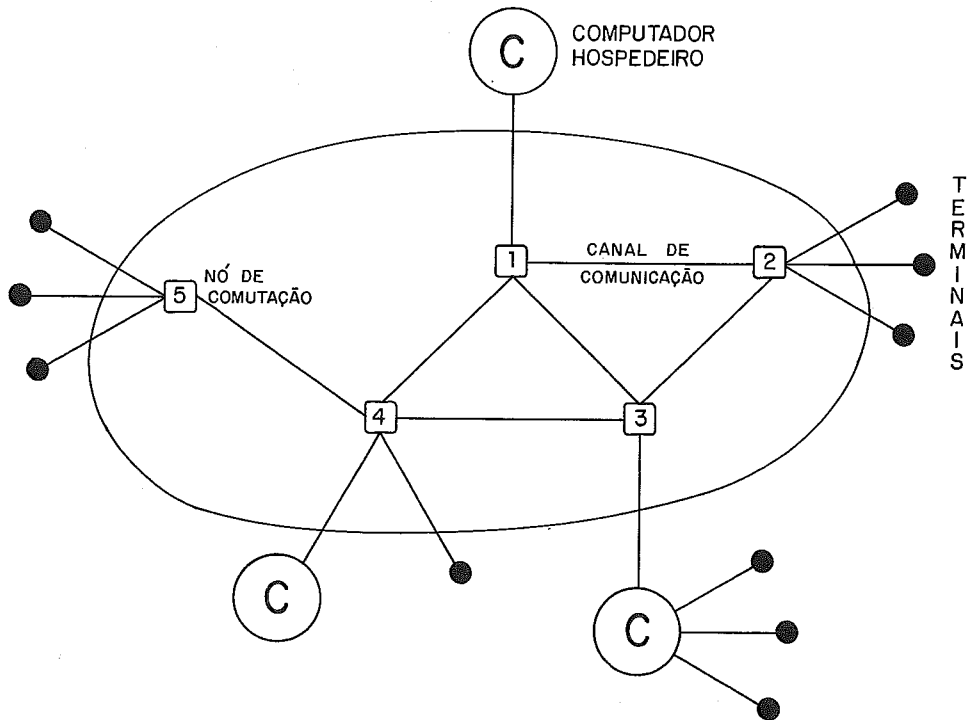 C
COMPUTADOR
HOSPEDEIRO
TERMINAIS
1
CANAL DE
COMUNICAÇÃO
2
5
NÓ DE
COMUTAÇÃO
4
3
C
C